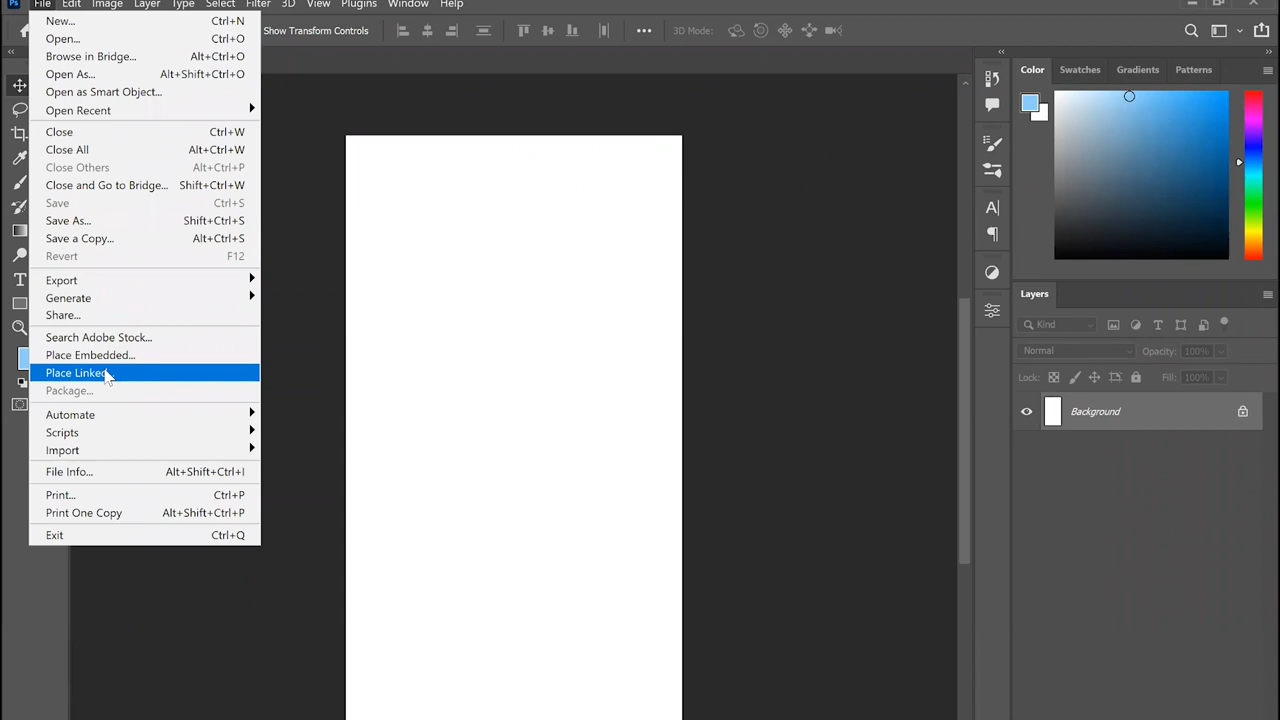 Ps File Edit Image Layer Type Select Filter 3D View Plugins Window Help
Show Transform Controls
3D Mode:
New... Ctrl+N
Open... Ctrl+O
Browse in Bridge... Alt+Ctrl+O
Open As... Alt+Shift+Ctrl+O
Open as Smart Object...
Open Recent
Close Ctrl+W
Close All Alt+Ctrl+W
Close Others Alt+Ctrl+P
Close and Go to Bridge... Shift+Ctrl+W
Save Ctrl+S
Save As... Shift+Ctrl+S
Save a Copy... Alt+Ctrl+S
Revert F12
Export
Generate
Share...
Search Adobe Stock...
Place Embedded...
Place Linked...
Package...
Automate
Scripts
Import
File Info... Alt+Shift+Ctrl+I
Print... Ctrl+P
Print One Copy Alt+Shift+Ctrl+P
Exit Ctrl+Q
Color Swatches Gradients Patterns
Layers
Kind
Normal Opacity: 100%
Lock: Fill: 100%
Background